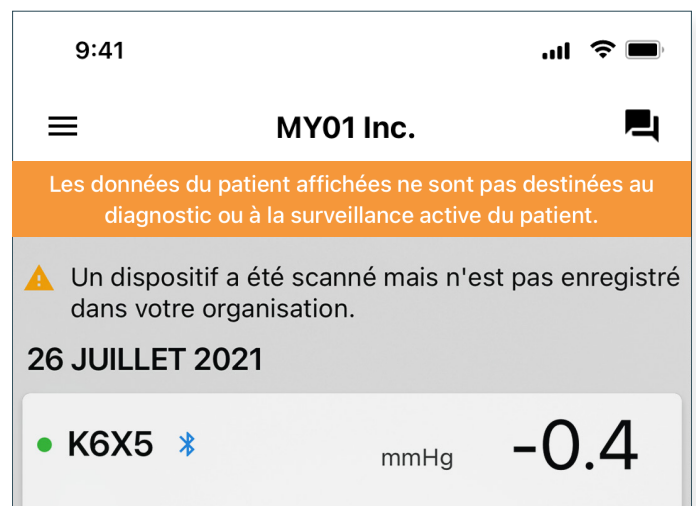 9:41
MY01 Inc.
Les données du patient affichées ne sont pas destinées au
diagnostic ou à la surveillance active du patient.
Un dispositif a été scanné mais n'est pas enregistré
dans votre organisation.
26 JUILLET 2021
K6X5 mmHg -0.4